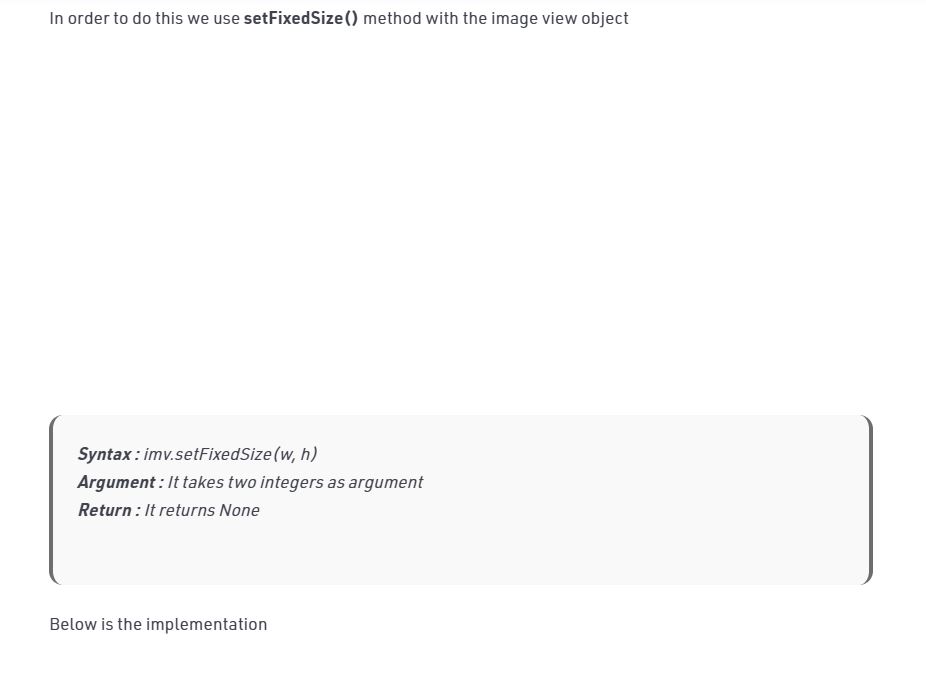 In order to do this we use setFixedSize() method with the image view object
Syntax : imv.setFixedSize(w, h)
Argument : It takes two integers as argument
Return : It returns None
Below is the implementation